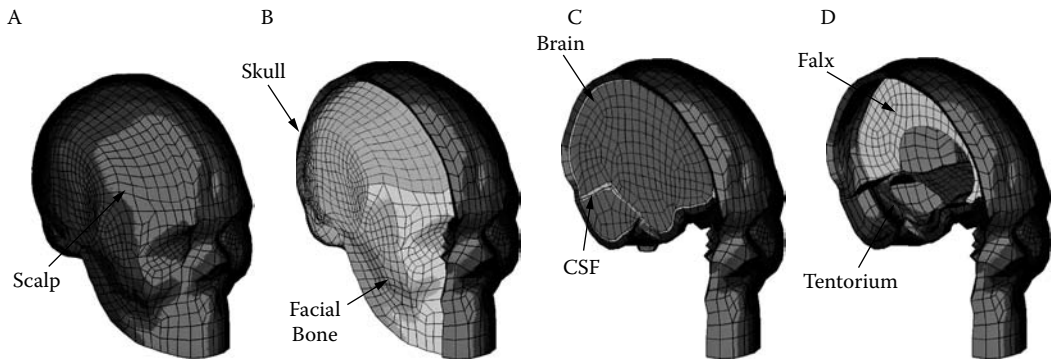 A
B
C
D
Skull
Brain
Falx
Scalp
Facial
Bone
CSF
Tentorium